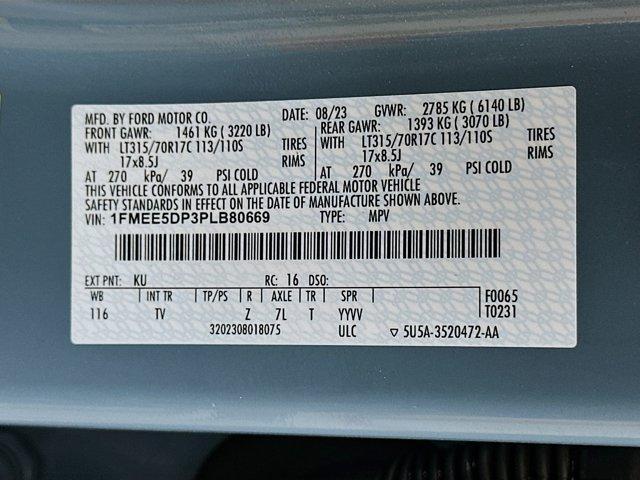 MFD. BY FORD MOTOR CO. DATE: 08/23 GVWR: 2785 KG ( 6140 LB)
FRONT GAWR: 1461 KG ( 3220 LB) REAR GAWR: 1393 KG ( 3070 LB)
WITH LT315/70R17C 113/110S TIRES WITH LT315/70R17C 113/110S TIRES
17x8.5J RIMS 17x8.5J RIMS
AT 270 kPa/ 39 PSI COLD AT 270 kPa/ 39 PSI COLD
THIS VEHICLE CONFORMS TO ALL APPLICABLE FEDERAL MOTOR VEHICLE
SAFETY STANDARDS IN EFFECT ON THE DATE OF MANUFACTURE SHOWN ABOVE.
VIN: 1FMEE5DP3PLB80669 TYPE: MPV
EXT PNT: KU RC: 16 DSO:
WB INT TR TP/PS R AXLE TR SPR F0065
116 TV Z 7L T YYVV T0231
3202308018075 ULC ▽ 5U5A-3520472-AA